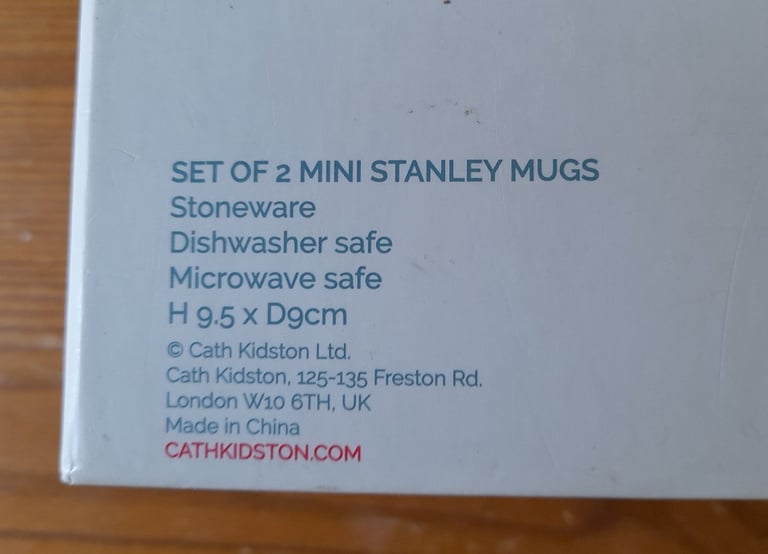 SET OF 2 MINI STANLEY MUGS
Stoneware
Dishwasher safe
Microwave safe
H 9.5 x D9cm
© Cath Kidston Ltd.
Cath Kidston, 125-135 Freston Rd.
London W10 6TH, UK
Made in China
CATHKIDSTON.COM